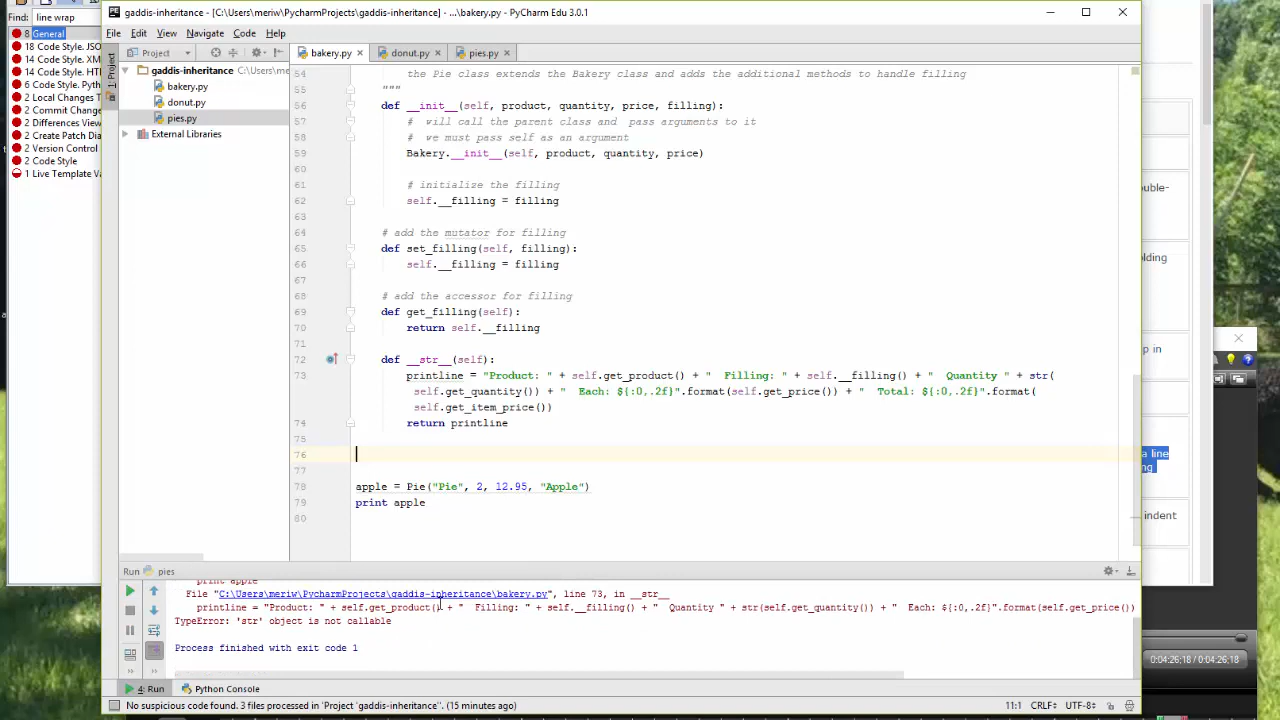 gaddis-inheritance - [C:\Users\meriw\PycharmProjects\gaddis-inheritance] - ...\bakery.py - PyCharm Edu 3.0.1
Find: line wrap
File Edit View Navigate Code Help
8 General
18 Code Style. JSO
14 Code Style. XM
14 Code Style. HT
6 Code Style. Pyth
2 Local Changes T
2 Commit Change
2 Differences View
2 Create Patch Dia
2 Version Control
2 Code Style
1 Live Template Va
1: Project
Project
gaddis-inheritance C:\Users\me
bakery.py
donut.py
pies.py
External Libraries
bakery.py donut.py pies.py
54 the Pie class extends the Bakery class and adds two additional methods to handle filling
55 """
56 def __init__(self, product, quantity, price, filling):
57 # will call the parent class and pass arguments to it
58 # we must pass self as an argument
59 Bakery.__init__(self, product, quantity, price)
60
61 # initialize the filling
62 self.__filling = filling
63
64 # add the mutator for filling
65 def set_filling(self, filling):
66 self.__filling = filling
67
68 # add the accessor for filling
69 def get_filling(self):
70 return self.__filling
71
72 def __str__(self):
73 printline = "Product: " + self.get_product() + " Filling: " + self.__filling() + " Quantity " + str(
self.get_quantity()) + " Each: ${:0,.2f}".format(self.get_price()) + " Total: ${:0,.2f}".format(
self.get_item_price())
74 return printline
75
76
77
78 apple = Pie("Pie", 2, 12.95, "Apple")
79 print apple
80
ouble-
olding
p in
a line
ng
indent
0:04:26;18 / 0:04:26;18
Run pies
print apple
File "C:\Users\meriw\PycharmProjects\gaddis-inheritance\bakery.py", line 73, in __str__
printline = "Product: " + self.get_product() + " Filling: " + self.__filling() + " Quantity " + str(self.get_quantity()) + " Each: ${:0,.2f}".format(self.get_price())
TypeError: 'str' object is not callable
Process finished with exit code 1
4: Run Python Console
No suspicious code found. 3 files processed in 'Project 'gaddis-inheritance' (15 minutes ago)
11:1 CRLF÷ UTF-8÷